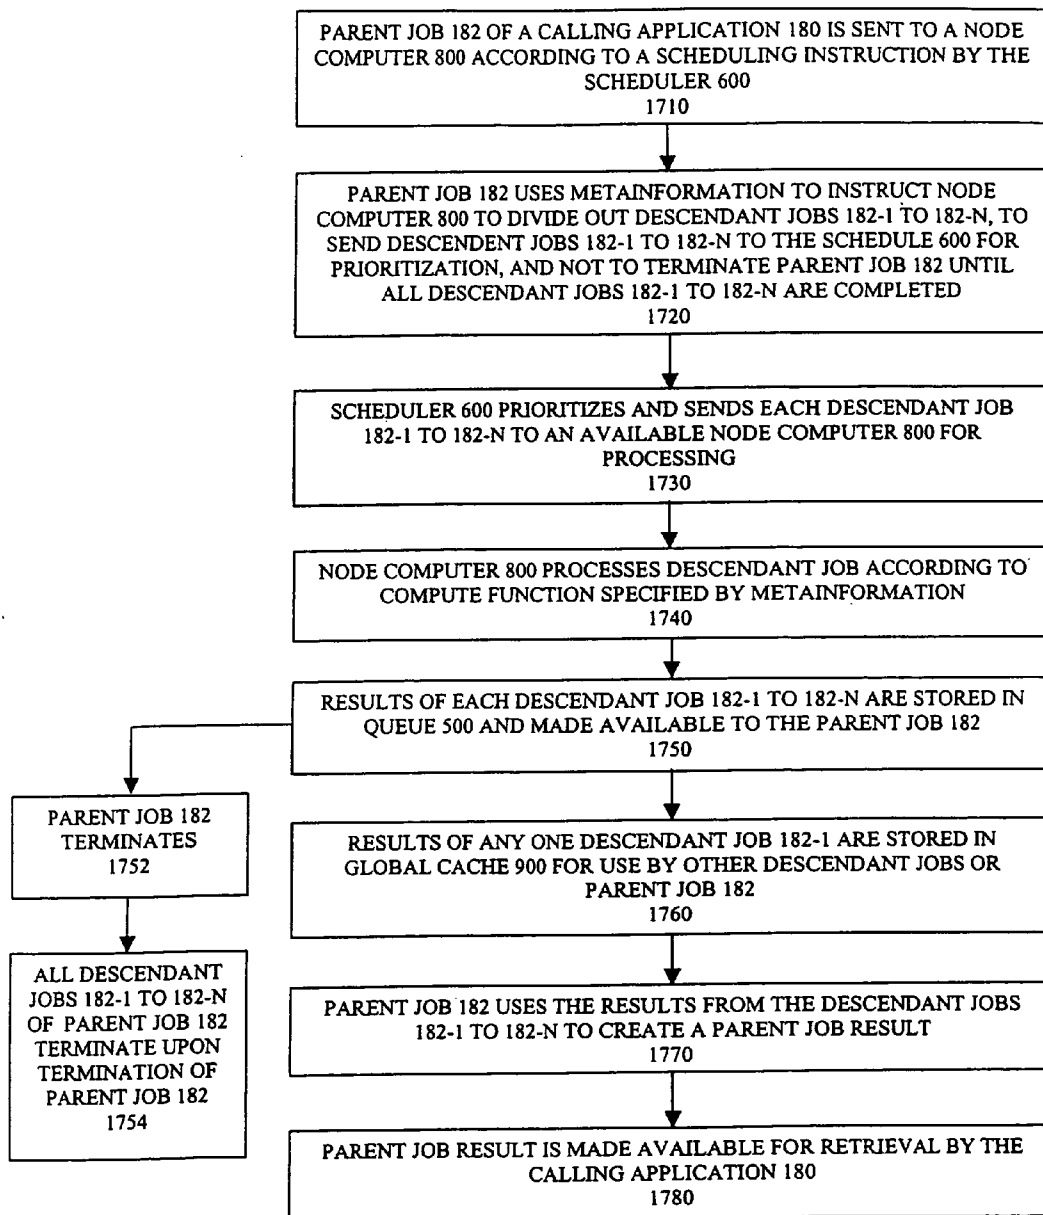 PARENT JOB 182 OF A CALLING APPLICATION 180 IS SENT TO A NODE
COMPUTER 800 ACCORDING TO A SCHEDULING INSTRUCTION BY THE
SCHEDULER 600
1710
PARENT JOB 182 USES METAINFORMATION TO INSTRUCT NODE
COMPUTER 800 TO DIVIDE OUT DESCENDANT JOBS 182-1 TO 182-N, TO
SEND DESCENDENT JOBS 182-1 TO 182-N TO THE SCHEDULE 600 FOR
PRIORITIZATION, AND NOT TO TERMINATE PARENT JOB 182 UNTIL
ALL DESCENDANT JOBS 182-1 TO 182-N ARE COMPLETED
1720
SCHEDULER 600 PRIORITIZES AND SENDS EACH DESCENDANT JOB
182-1 TO 182-N TO AN AVAILABLE NODE COMPUTER 800 FOR
PROCESSING
1730
NODE COMPUTER 800 PROCESSES DESCENDANT JOB ACCORDING TO
COMPUTE FUNCTION SPECIFIED BY METAINFORMATION
1740
RESULTS OF EACH DESCENDANT JOB 182-1 TO 182-N ARE STORED IN
QUEUE 500 AND MADE AVAILABLE TO THE PARENT JOB 182
1750
PARENT JOB 182
TERMINATES
1752
ALL DESCENDANT
JOBS 182-1 TO 182-N
OF PARENT JOB 182
TERMINATE UPON
TERMINATION OF
PARENT JOB 182
1754
RESULTS OF ANY ONE DESCENDANT JOB 182-1 ARE STORED IN
GLOBAL CACHE 900 FOR USE BY OTHER DESCENDANT JOBS OR
PARENT JOB 182
1760
PARENT JOB 182 USES THE RESULTS FROM THE DESCENDANT JOBS
182-1 TO 182-N TO CREATE A PARENT JOB RESULT
1770
PARENT JOB RESULT IS MADE AVAILABLE FOR RETRIEVAL BY THE
CALLING APPLICATION 180
1780